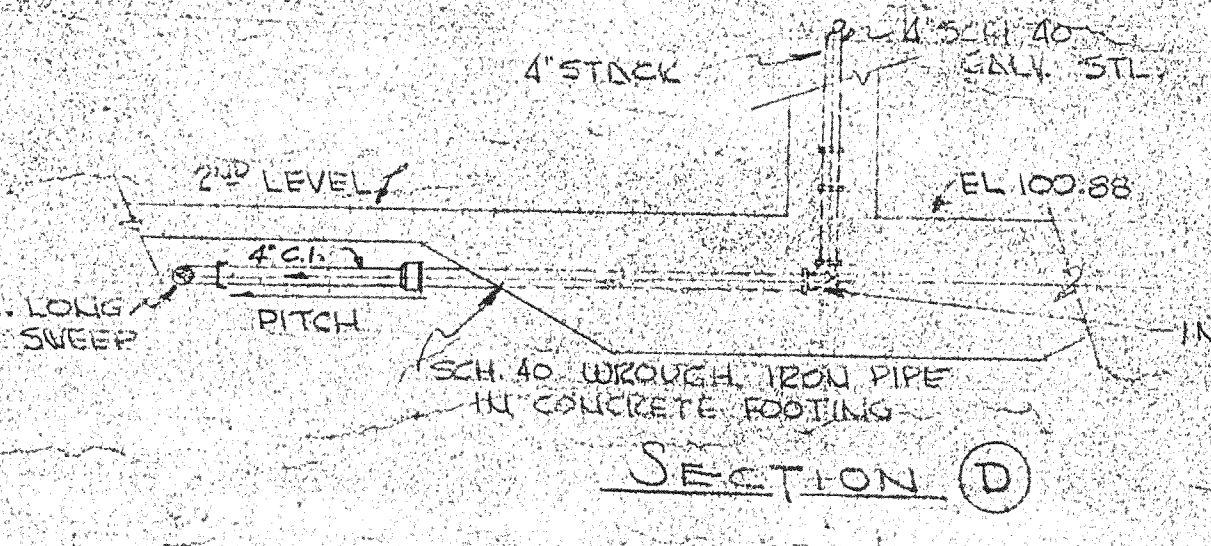 4" STACK
4" SCH. 40
GALV. STL.
2ND LEVEL
EL. 100.88
4" C.I.
LONG
SWEEP
PITCH
IN
SCH. 40 WROUGH. IRON PIPE
IN CONCRETE FOOTING
SECTION D